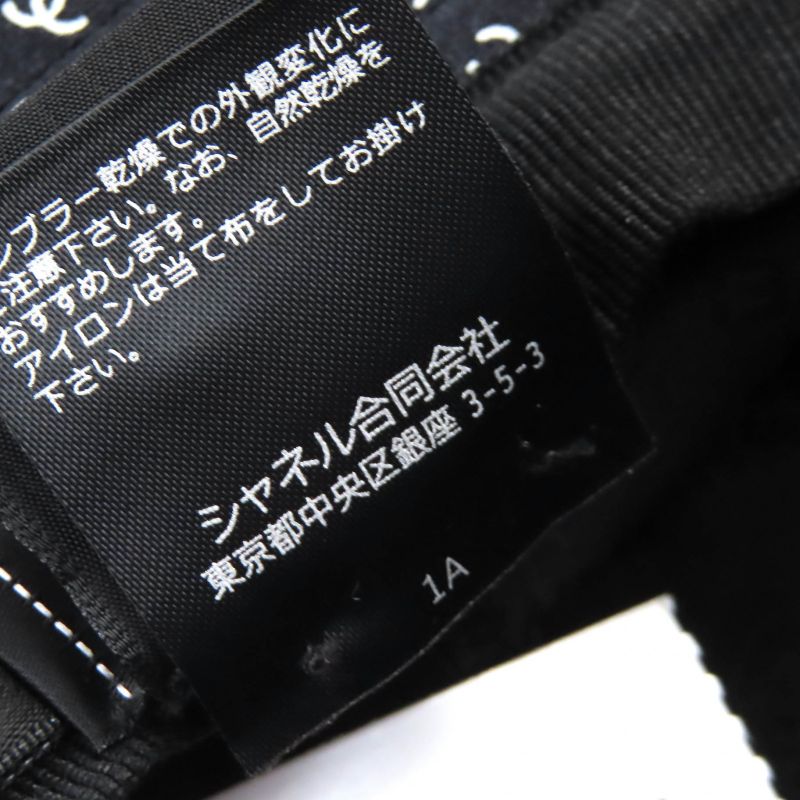 ンブラー乾燥での外観変化に
ご注意下さい。なお、自然乾燥を
おすすめします。
アイロンは当て布をしてお掛け
下さい。
シャネル合同会社
東京都中央区銀座 3-5-3
1A